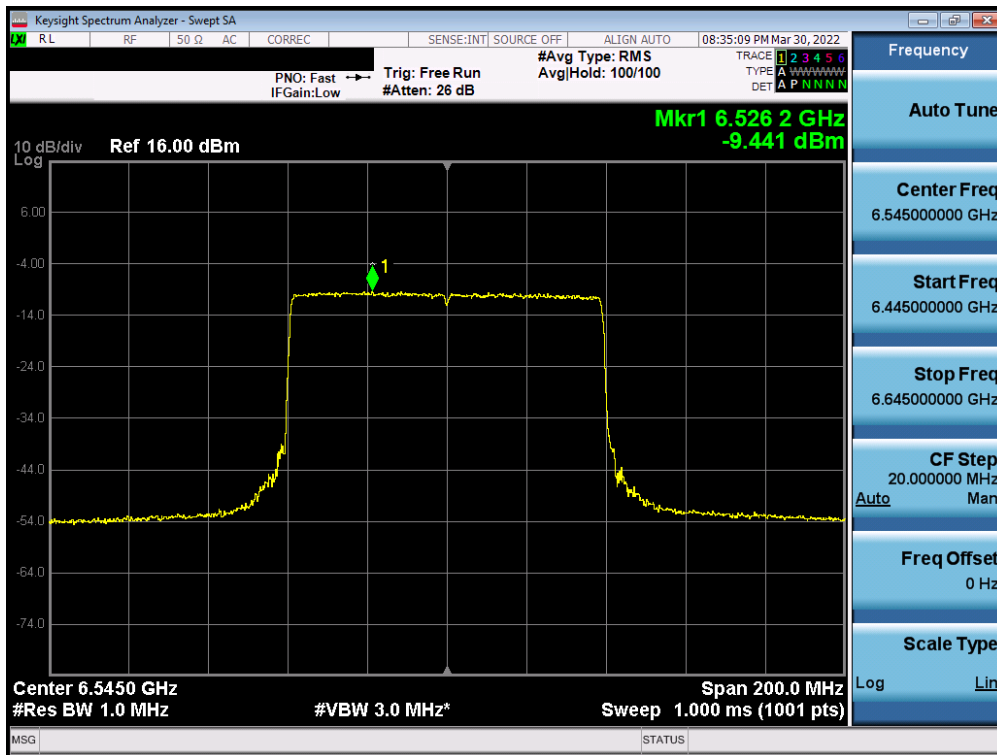 Keysight Spectrum Analyzer - Swept SA
LXI RL RF 50 Ω AC CORREC SENSE:INT SOURCE OFF ALIGN AUTO 08:35:09 PM Mar 30, 2022
#Avg Type: RMS TRACE 1 2 3 4 5 6
PNO: Fast Trig: Free Run Avg|Hold: 100/100 TYPE A WWWWW
IFGain:Low #Atten: 26 dB DET A P N N N N
Mkr1 6.526 2 GHz
-9.441 dBm
10 dB/div Ref 16.00 dBm
Log
6.00
-4.00
1
-14.0
-24.0
-34.0
-44.0
-54.0
-64.0
-74.0
Center 6.5450 GHz Span 200.0 MHz
#Res BW 1.0 MHz #VBW 3.0 MHz* Sweep 1.000 ms (1001 pts)
MSG STATUS
Frequency
Auto Tune
Center Freq
6.545000000 GHz
Start Freq
6.445000000 GHz
Stop Freq
6.645000000 GHz
CF Step
20.000000 MHz
Auto Man
Freq Offset
0 Hz
Scale Type
Log Lin